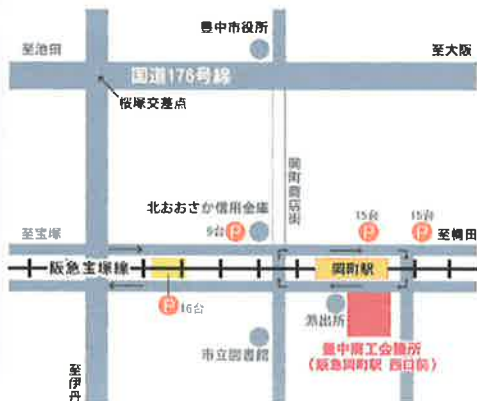 豊中市役所
至池田
至大阪
国道176号線
桜塚交差点
岡町商店街
北おおさか信用金庫
9台 P
15台
P
15台
P
至宝塚
至梅田
阪急宝塚線
岡町駅
P 16台
派出所
市立図書館
豊中商工会議所
(阪急岡町駅 西口前)
至伊丹